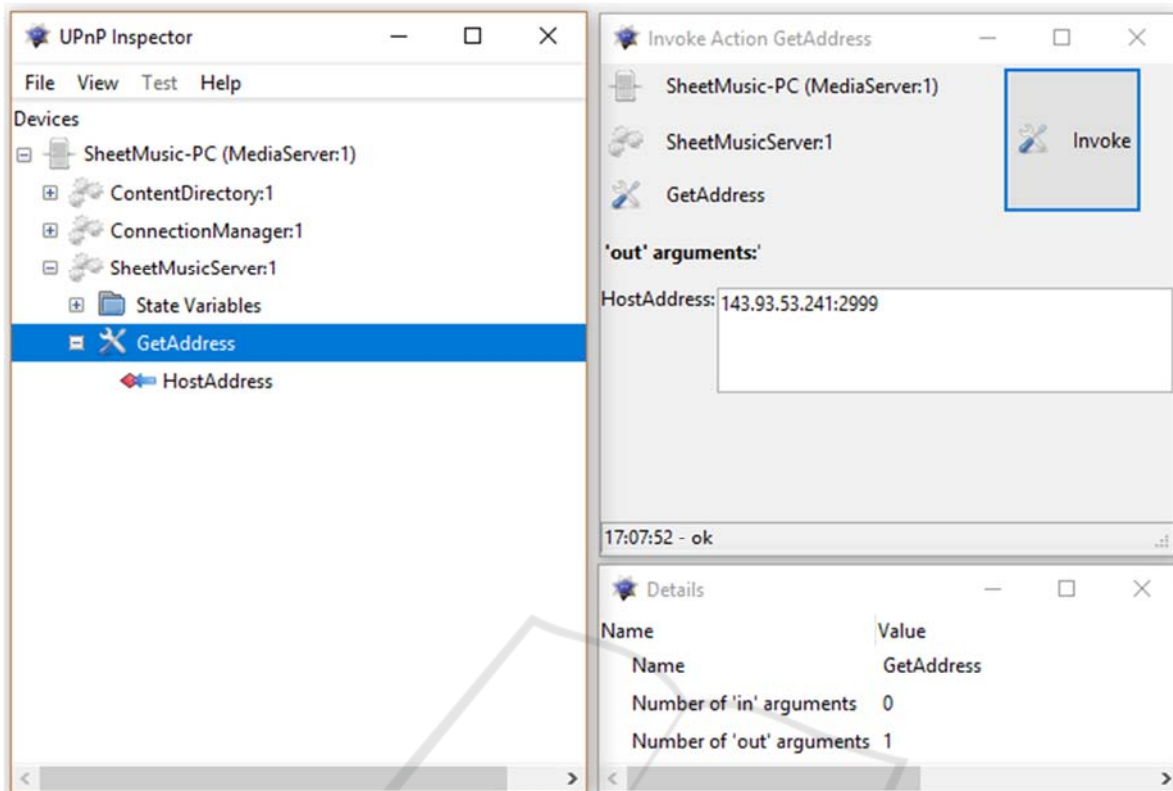 UPnP Inspector
File View Test Help
Devices
SheetMusic-PC (MediaServer:1)
ContentDirectory:1
ConnectionManager:1
SheetMusicServer:1
State Variables
GetAddress
HostAddress
Invoke Action GetAddress
SheetMusic-PC (MediaServer:1)
SheetMusicServer:1
GetAddress
Invoke
'out' arguments:'
HostAddress: 143.93.53.241:2999
17:07:52 - ok
Details
Name Value
Name GetAddress
Number of 'in' arguments 0
Number of 'out' arguments 1